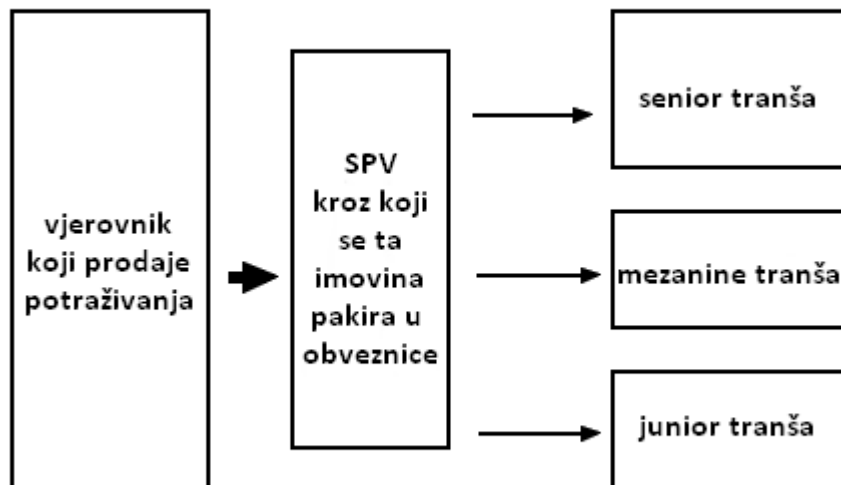 vjerovnik
koji prodaje
potraživanja
SPV
kroz koji
se ta
imovina
pakira u
obveznice
senior tranša
mezanine tranša
junior tranša